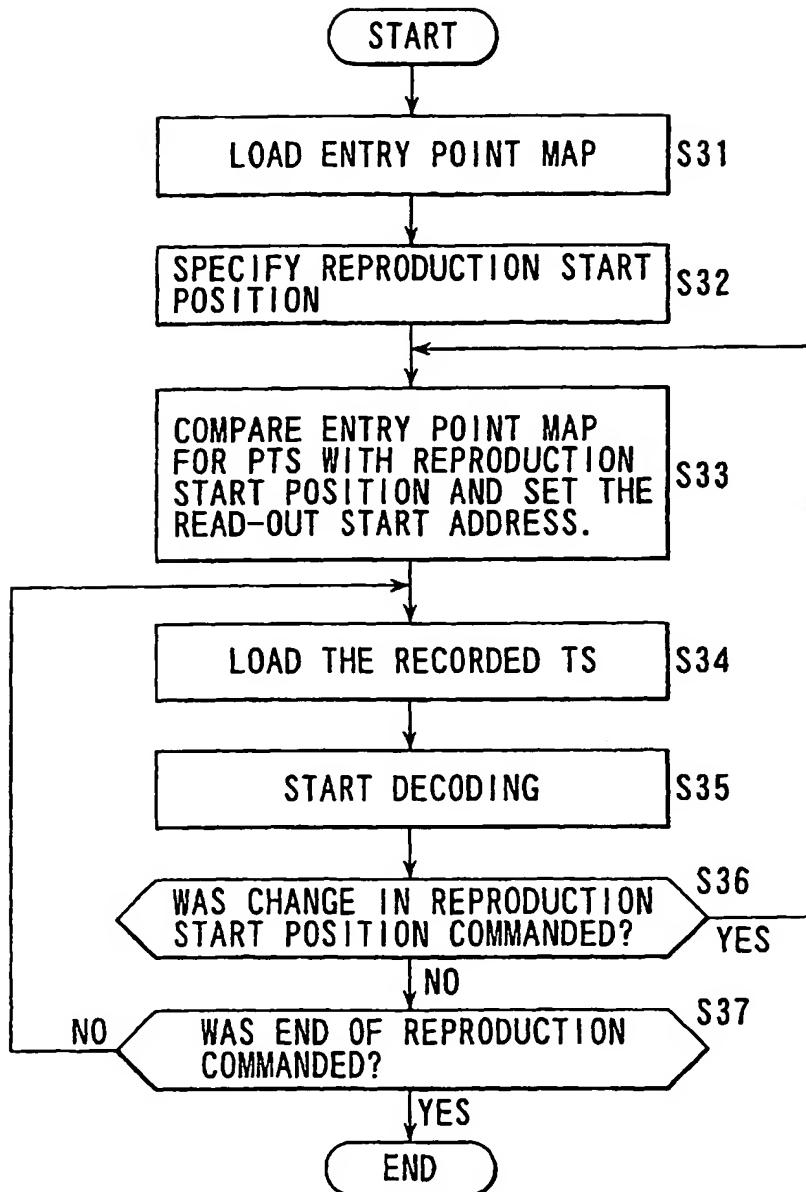 START
LOAD ENTRY POINT MAP
S31
SPECIFY REPRODUCTION START
POSITION
S32
COMPARE ENTRY POINT MAP
FOR PTS WITH REPRODUCTION
START POSITION AND SET THE
READ-OUT START ADDRESS.
S33
LOAD THE RECORDED TS
S34
START DECODING
S35
WAS CHANGE IN REPRODUCTION
START POSITION COMMANDED?
S36
YES
NO
WAS END OF REPRODUCTION
COMMANDED?
S37
NO
YES
END